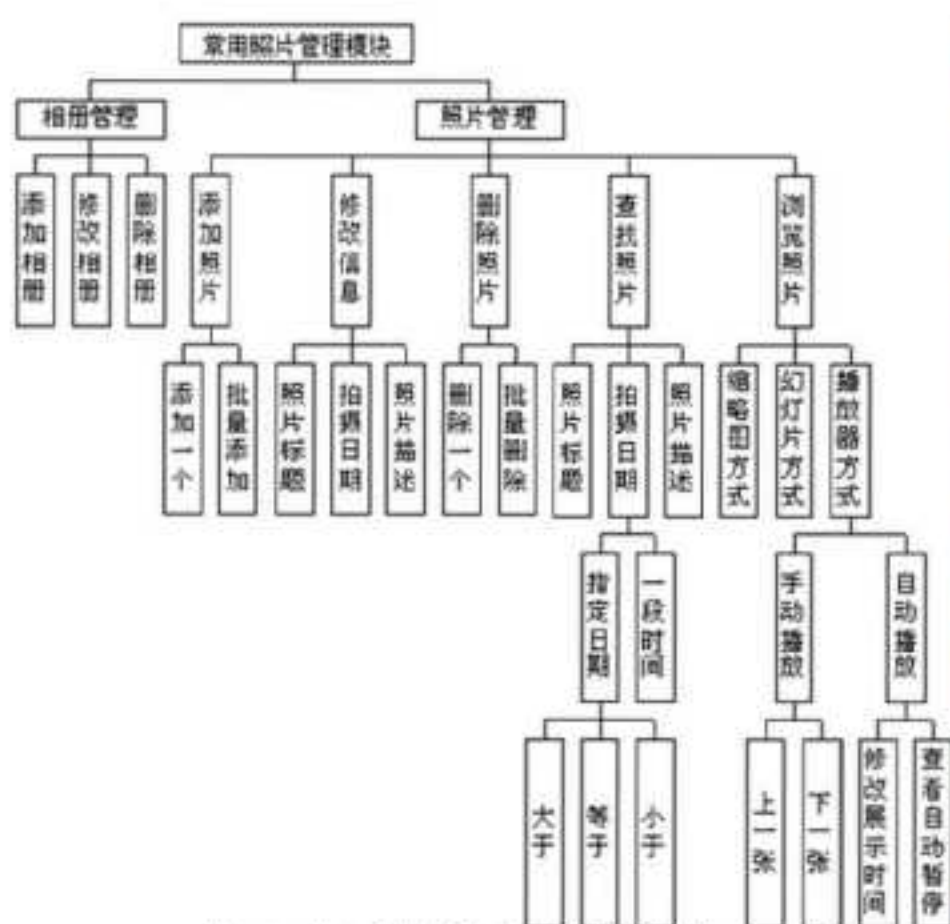 常用照片管理模块
相册管理
照片管理
添加相册
修改相册
删除相册
添加照片
修改信息
删除照片
查找照片
浏览照片
添加一个
批量添加
照片标题
拍摄日期
照片描述
删除一个
批量删除
照片标题
拍摄日期
照片描述
缩略图方式
幻灯片方式
播放器方式
指定日期
一段时间
手动播放
自动播放
大于
等于
小于
上一张
下一张
修改展示时间
查看自动暂停